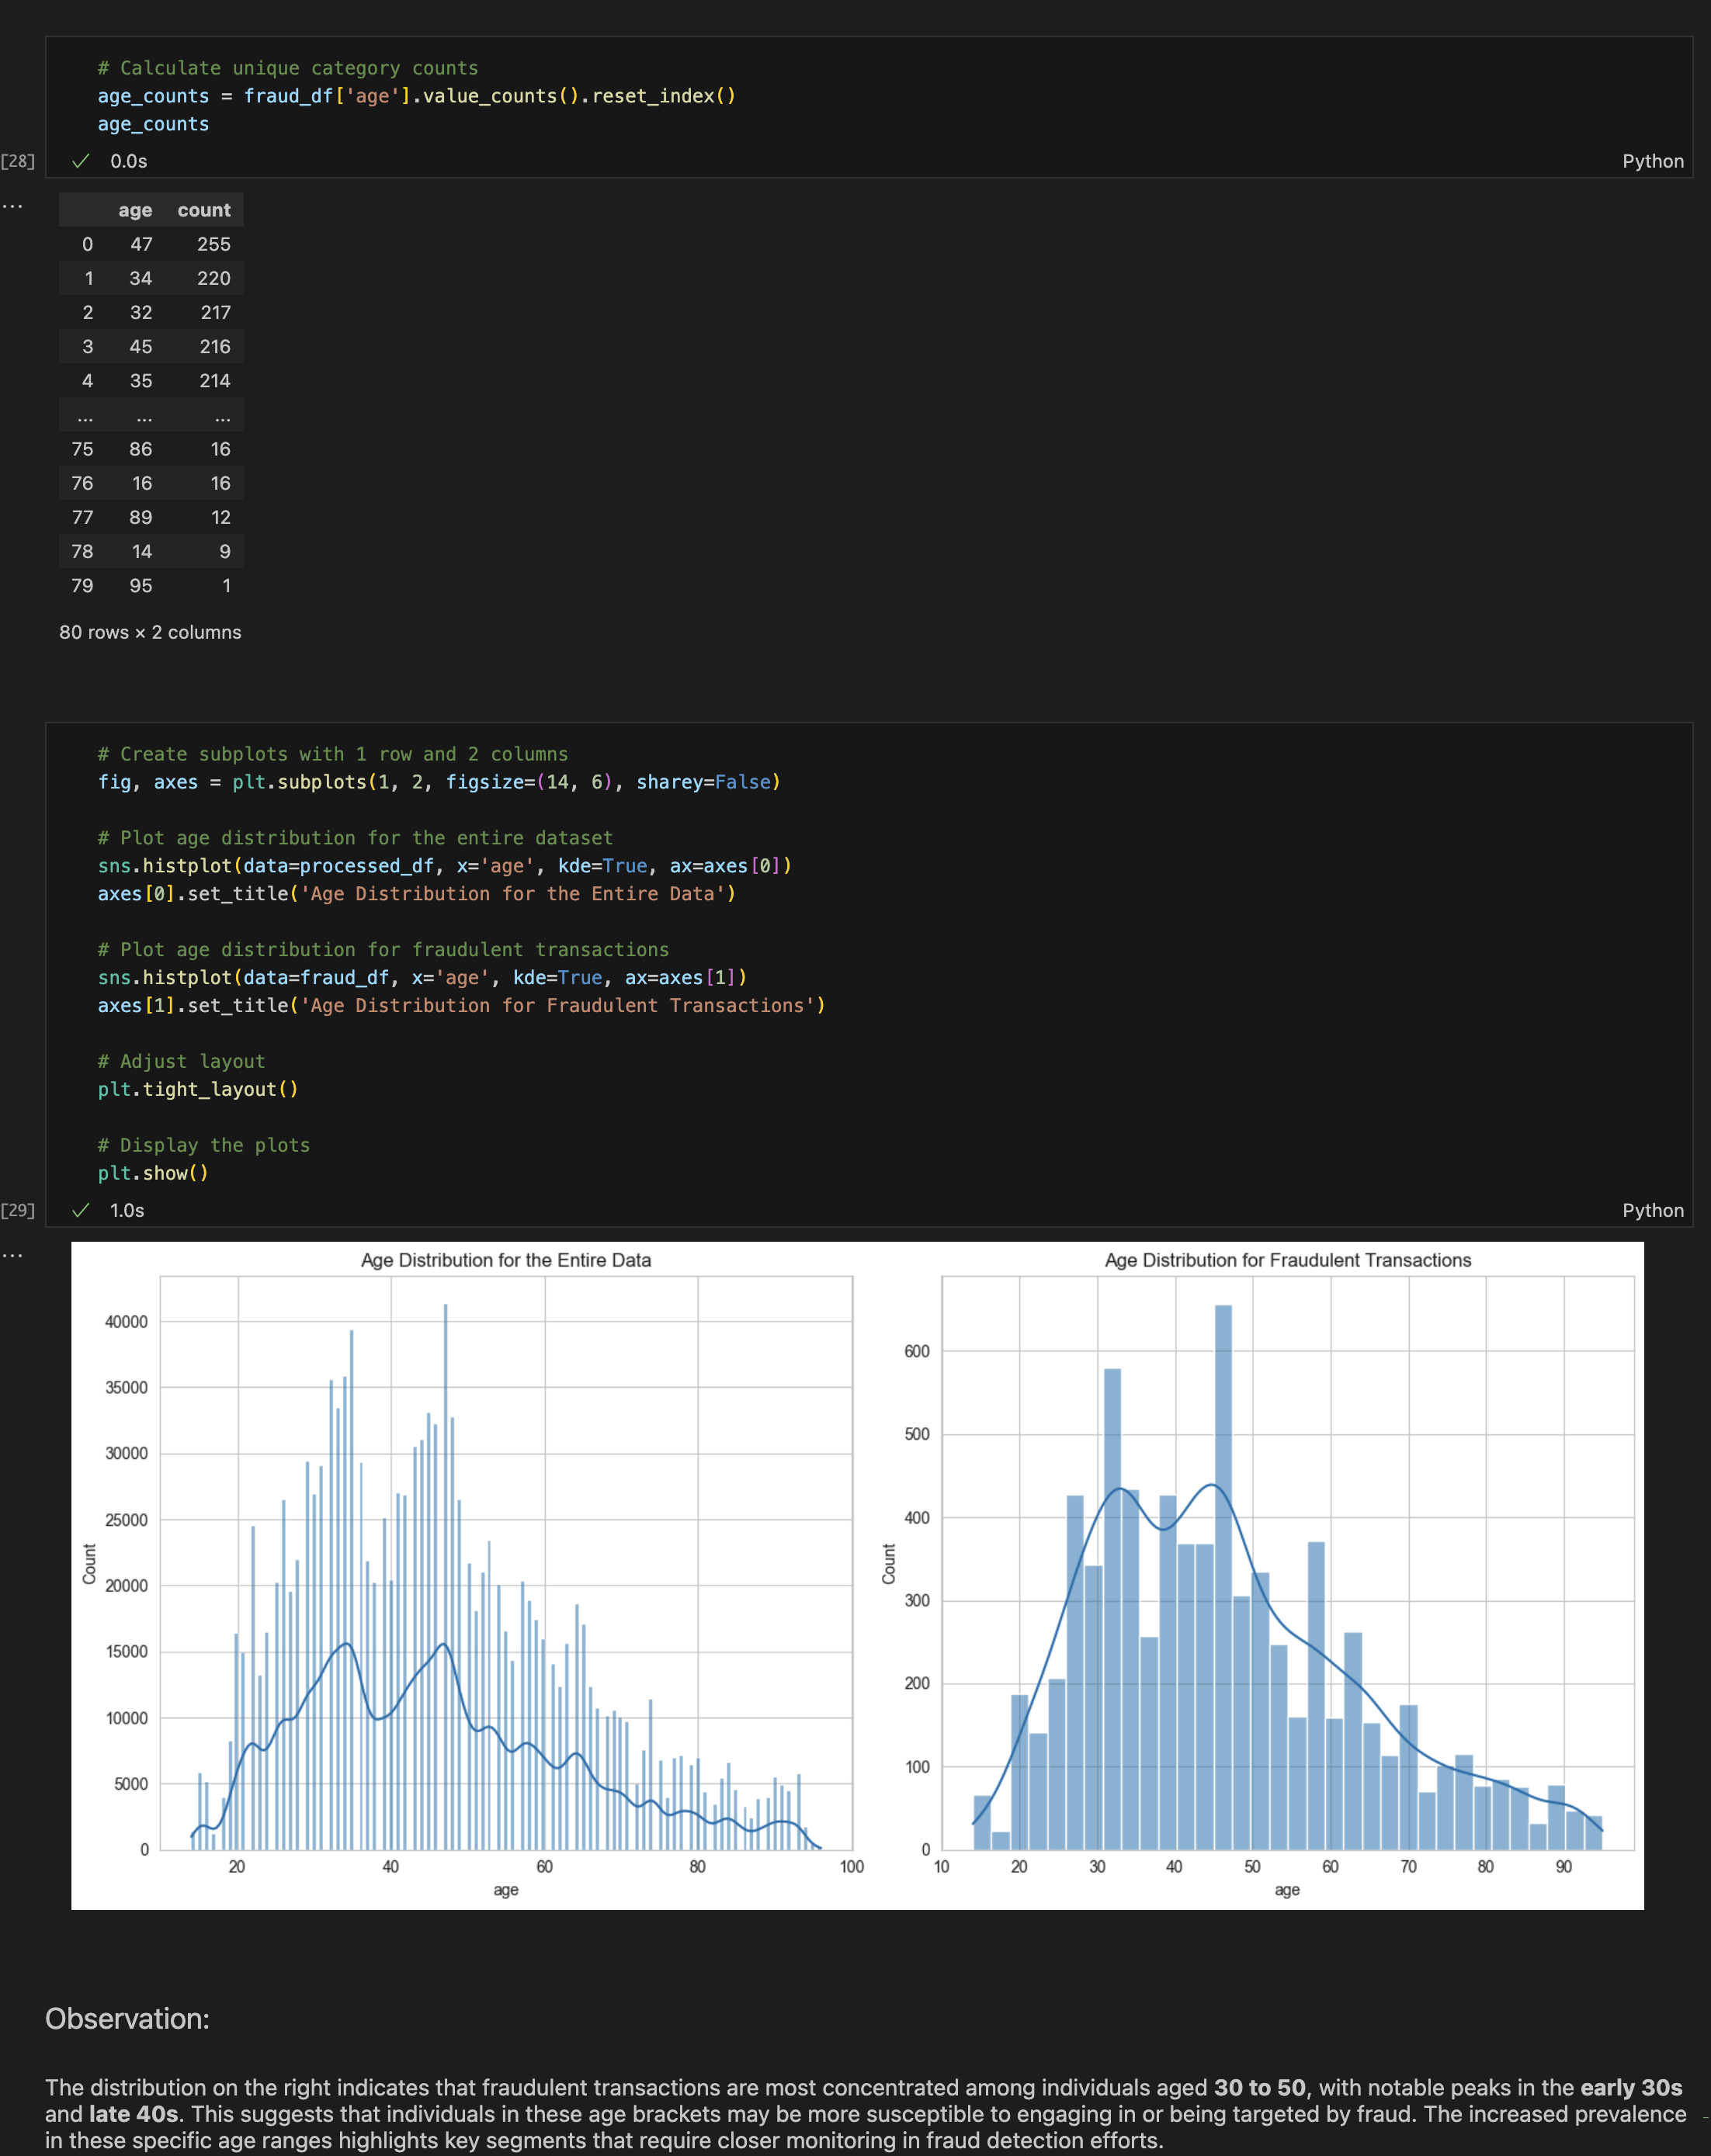 # Calculate unique category counts
age_counts = fraud_df['age'].value_counts().reset_index()
age_counts
[28]
0.0s
Python
...
age count
0 47 255
1 34 220
2 32 217
3 45 216
4 35 214
... ... ...
75 86 16
76 16 16
77 89 12
78 14 9
79 95 1
80 rows × 2 columns
# Create subplots with 1 row and 2 columns
fig, axes = plt.subplots(1, 2, figsize=(14, 6), sharey=False)
# Plot age distribution for the entire dataset
sns.histplot(data=processed_df, x='age', kde=True, ax=axes[0])
axes[0].set_title('Age Distribution for the Entire Data')
# Plot age distribution for fraudulent transactions
sns.histplot(data=fraud_df, x='age', kde=True, ax=axes[1])
axes[1].set_title('Age Distribution for Fraudulent Transactions')
# Adjust layout
plt.tight_layout()
# Display the plots
plt.show()
[29]
1.0s
Python
...
Age Distribution for the Entire Data
40000
35000
30000
25000
20000
15000
10000
5000
0
Count
20 40 60 80 100
age
Age Distribution for Fraudulent Transactions
600
500
400
300
200
100
0
Count
10 20 30 40 50 60 70 80 90
age
Observation:
The distribution on the right indicates that fraudulent transactions are most concentrated among individuals aged 30 to 50, with notable peaks in the early 30s
and late 40s. This suggests that individuals in these age brackets may be more susceptible to engaging in or being targeted by fraud. The increased prevalence
in these specific age ranges highlights key segments that require closer monitoring in fraud detection efforts.